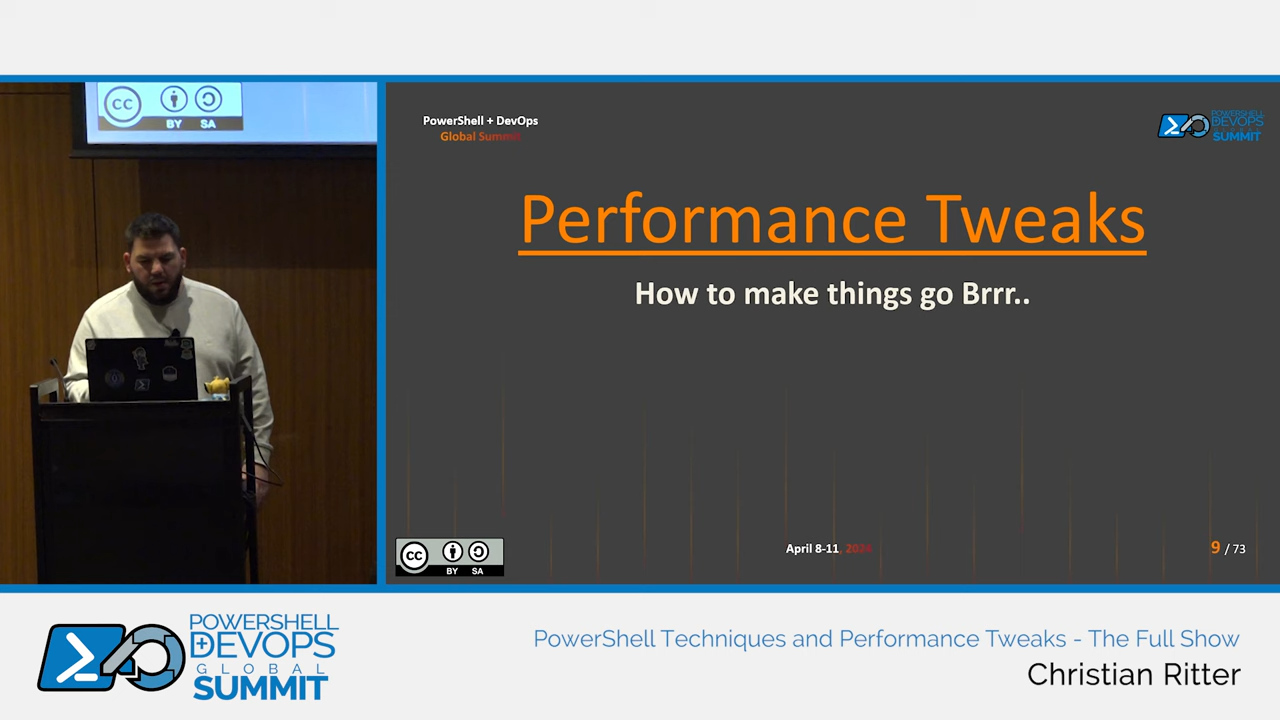 CC BY SA
PowerShell + DevOps
Global Summit
POWERSHELL
DEVOPS
SUMMIT
Performance Tweaks
How to make things go Brrr..
CC BY SA
April 8-11, 2024
9 / 73
POWERSHELL
+DEVOPS
GLOBAL
SUMMIT
PowerShell Techniques and Performance Tweaks - The Full Show
Christian Ritter